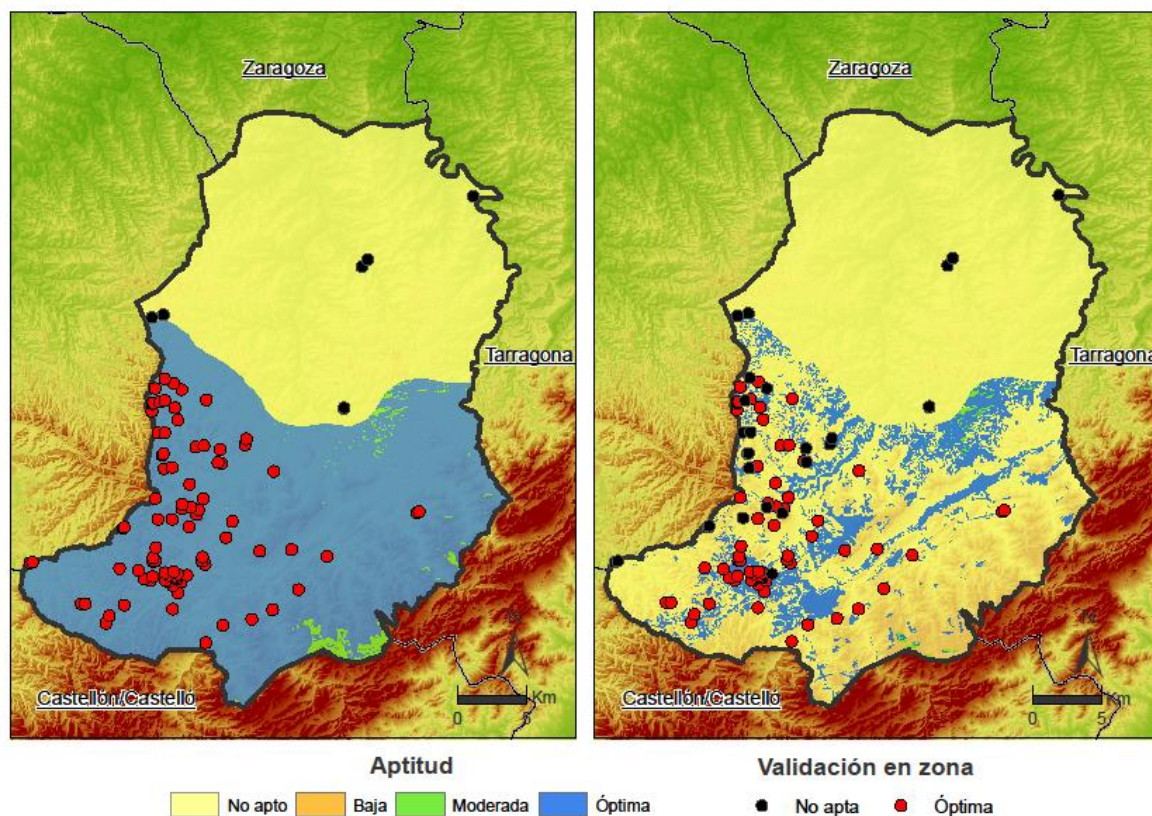 Zaragoza
Zaragoza
Tarragona
Tarragona
Castellón/Castelló
Km
0 5
Castellón/Castelló
Km
0 5
Aptitud
Validación en zona
No apto Baja Moderada Óptima
No apta Óptima